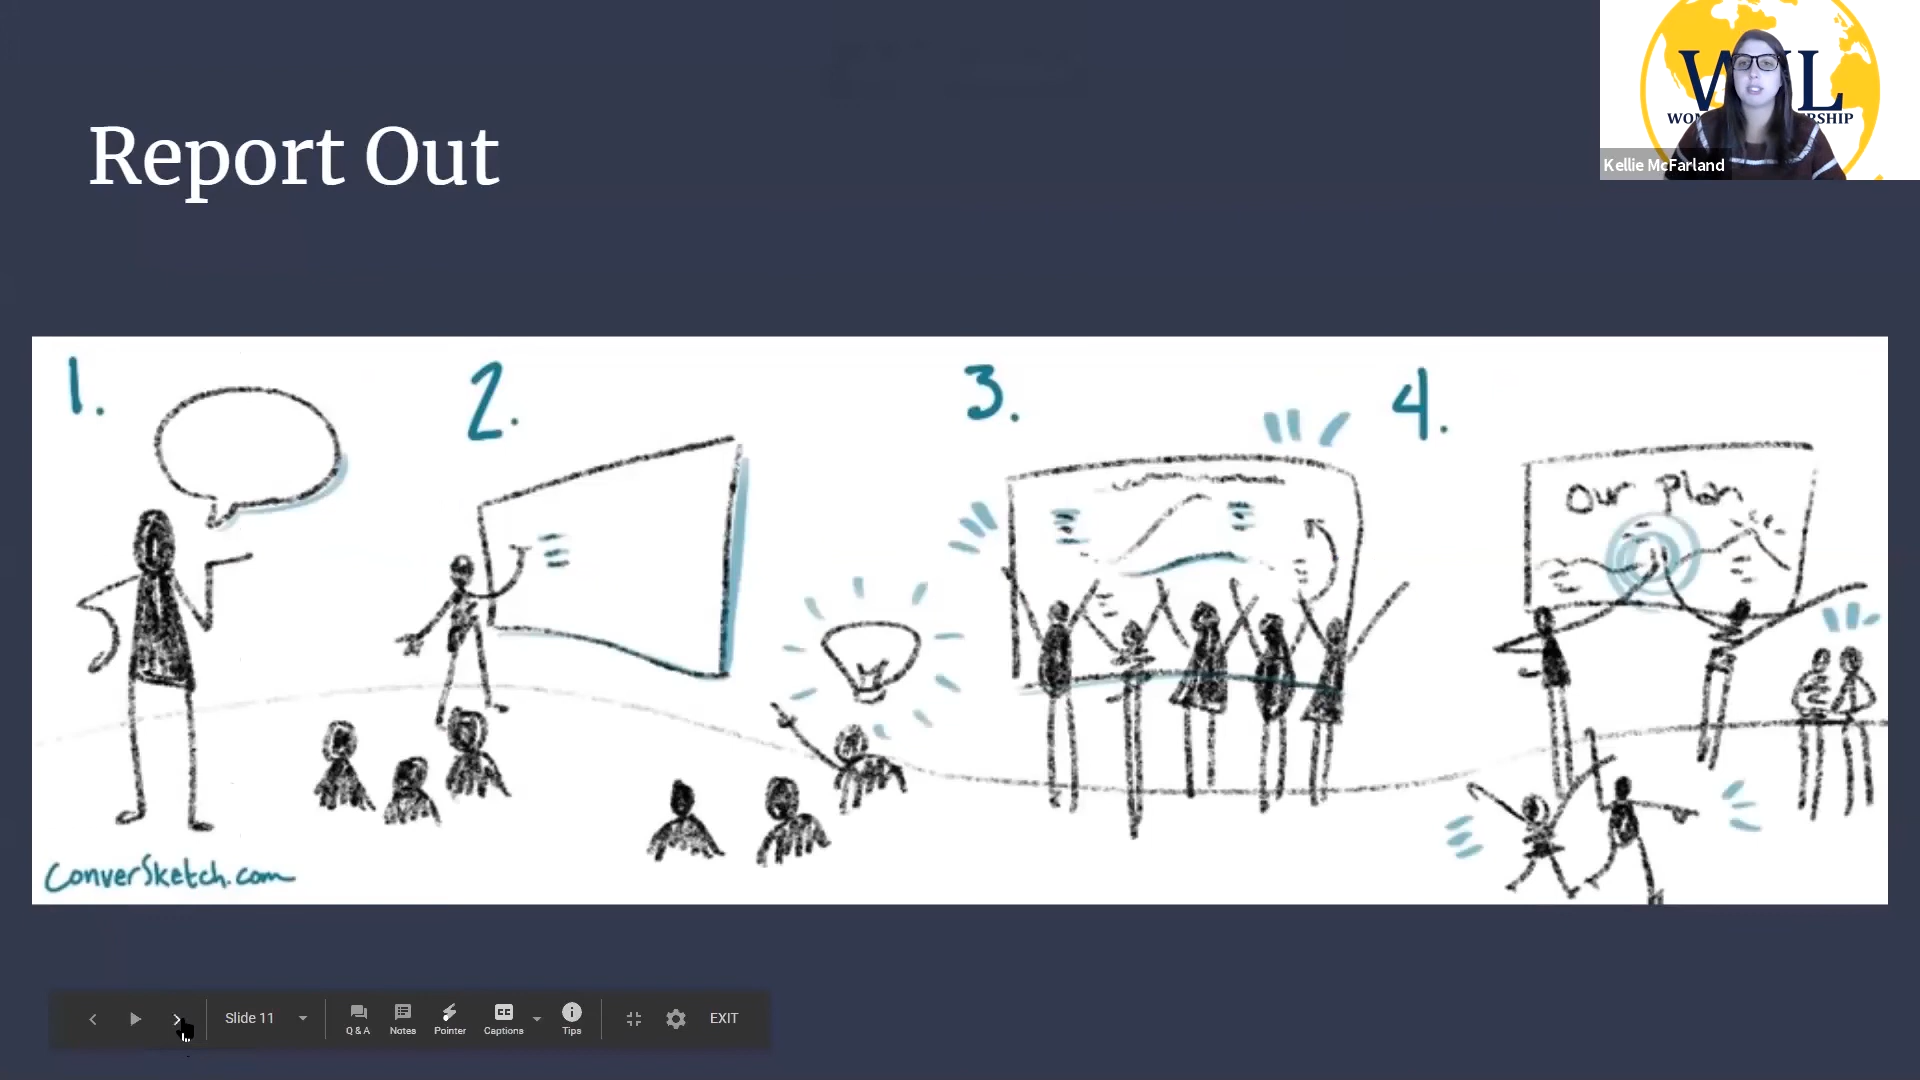 Report Out
W L
Kellie McFarland
1.
2.
3.
4.
our plan
ConverSketch.com
Slide 11
Q & A
Notes
Pointer
CC
Captions
Tips
EXIT